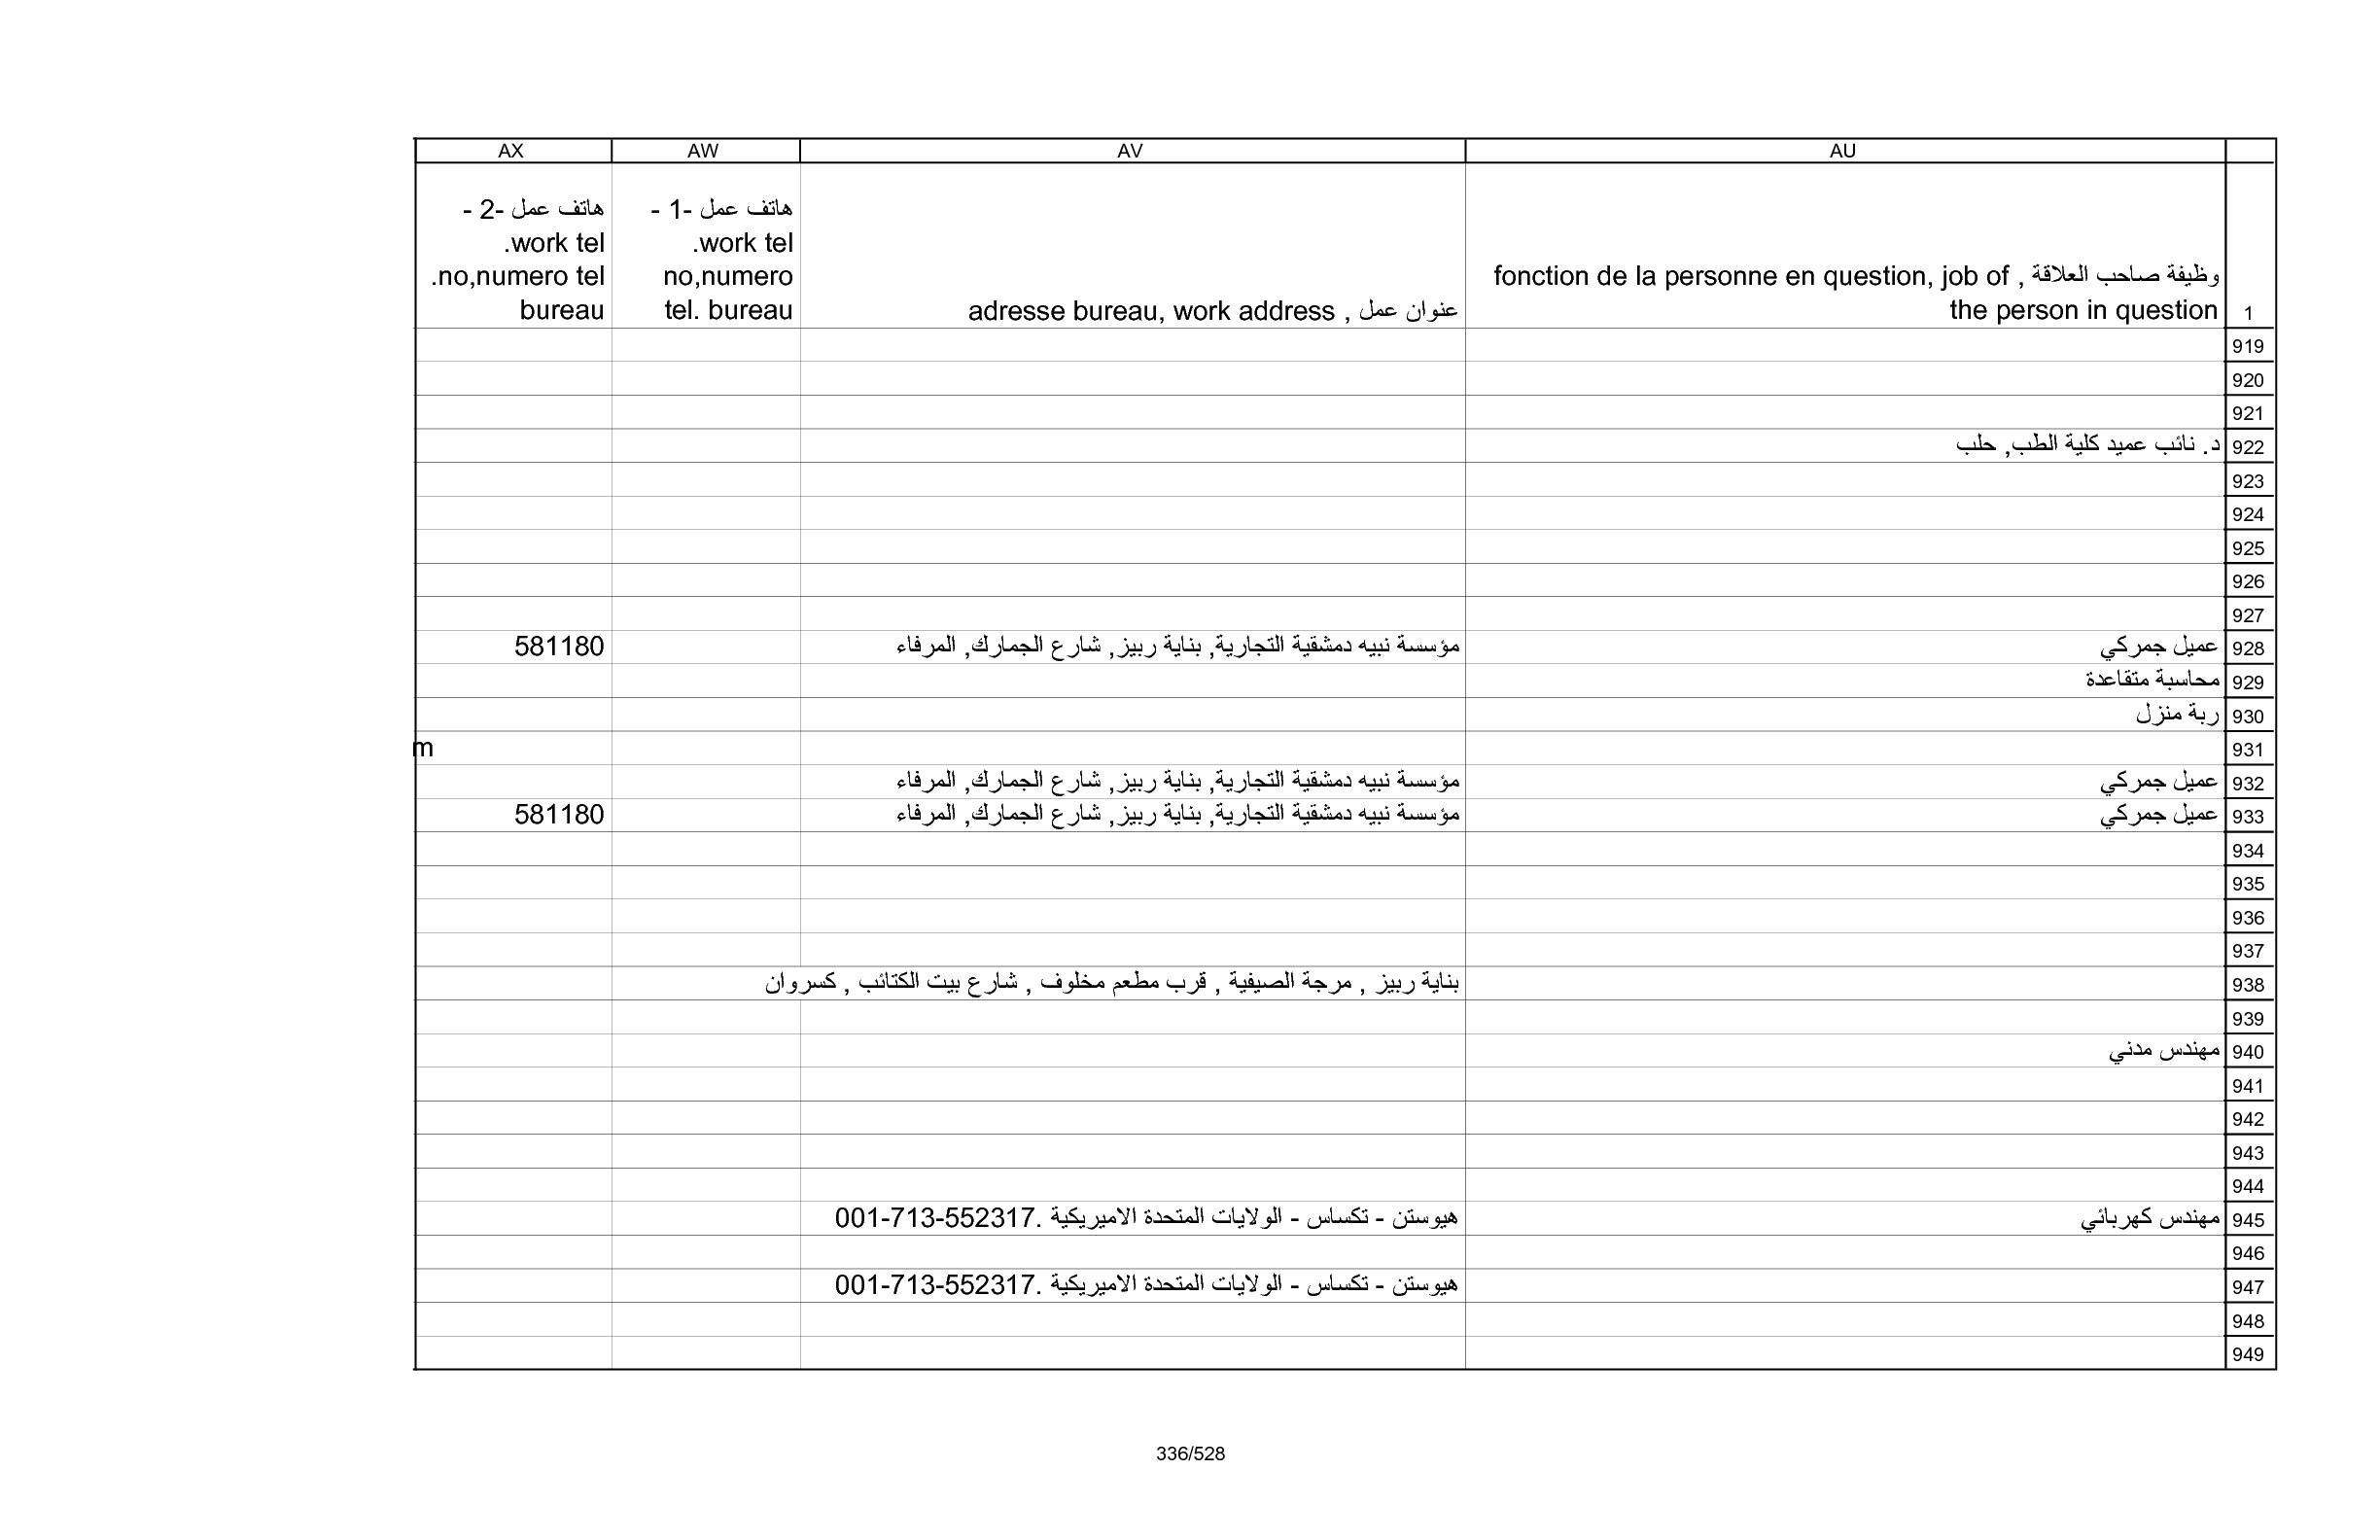 AU AV AW AX
1 وظيفة صاحب العلاقة , fonction de la personne en question, job of
the person in question
عنوان عمل , adresse bureau, work address
هاتف عمل -1 -
work tel.
no,numero
tel. bureau
هاتف عمل -2 -
work tel.
no,numero tel.
bureau
919
920
921
922 د. نائب عميد كلية الطب, حلب
923
924
925
926
927
928 عميل جمركي مؤسسة نبيه دمشقية التجارية, بناية ربيز, شارع الجمارك, المرفاء 581180
929 محاسبة متقاعدة
930 ربة منزل
931 m
932 عميل جمركي مؤسسة نبيه دمشقية التجارية, بناية ربيز, شارع الجمارك, المرفاء
933 عميل جمركي مؤسسة نبيه دمشقية التجارية, بناية ربيز, شارع الجمارك, المرفاء 581180
934
935
936
937
938 بناية ربيز , مرجة الصيفية , قرب مطعم مخلوف , شارع بيت الكتائب , كسروان
939
940 مهندس مدني
941
942
943
944
945 مهندس كهربائي هيوستن - تكساس - الولايات المتحدة الاميريكية .001-713-552317
946
947 هيوستن - تكساس - الولايات المتحدة الاميريكية .001-713-552317
948
949
336/528